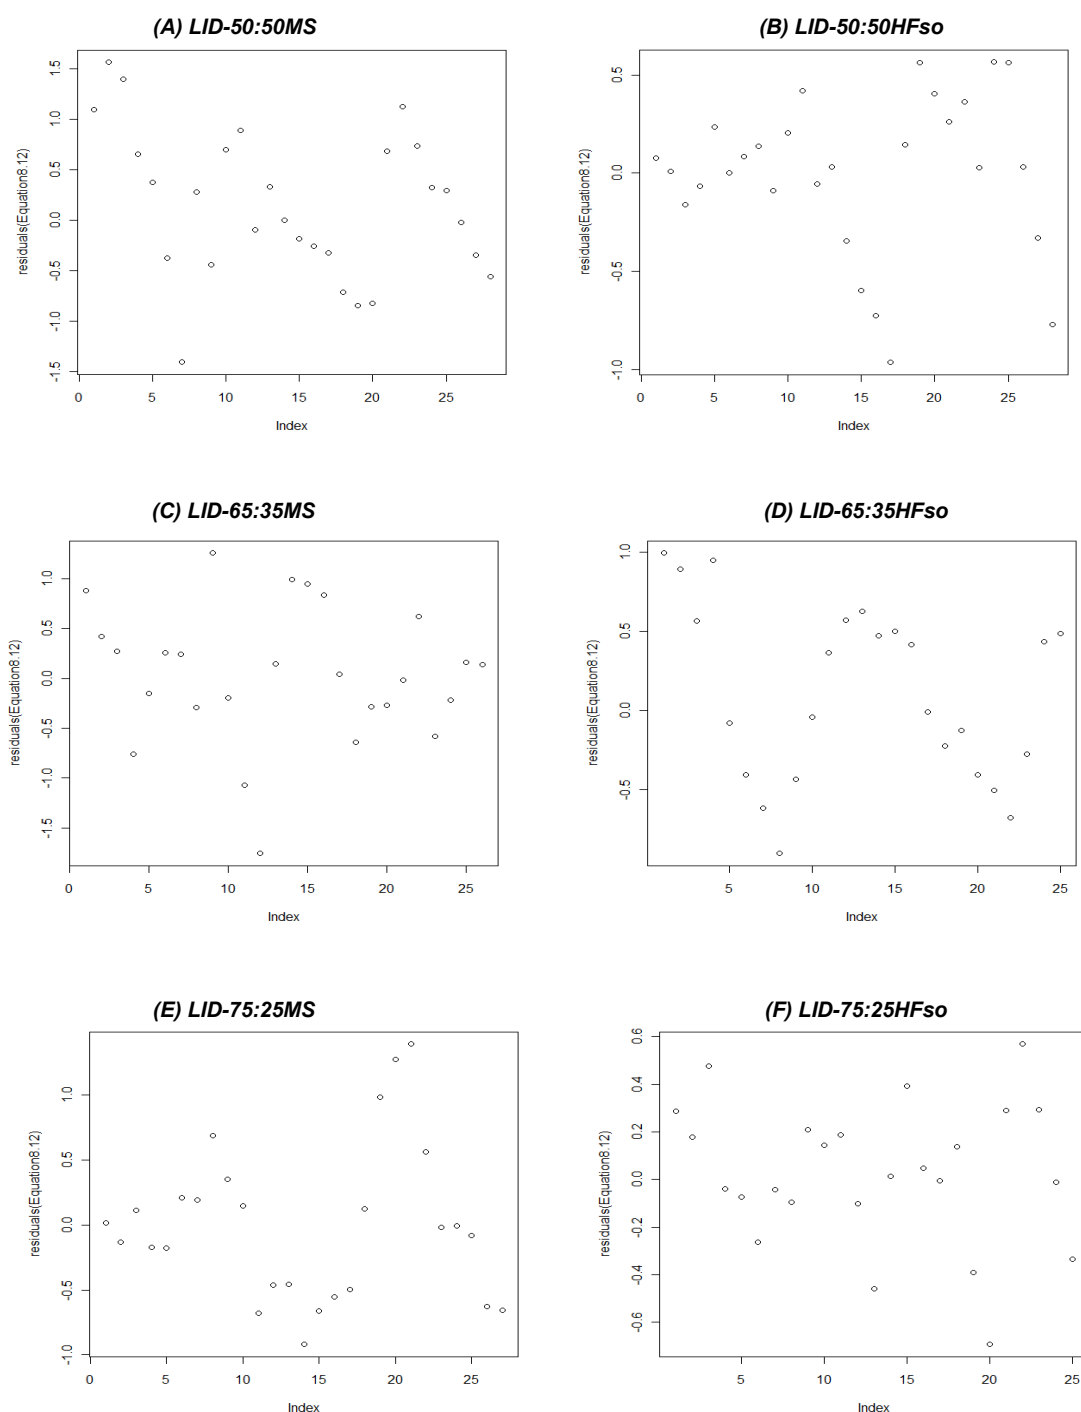 (A) LID-50:50MS
(B) LID-50:50HFso
1.5
1.0
0.5
0.0
-0.5
-1.0
-1.5
residuals(Equation8.12)
0 5 10 15 20 25
Index
0.5
0.0
-0.5
-1.0
residuals(Equation8.12)
0 5 10 15 20 25
Index
(C) LID-65:35MS
(D) LID-65:35HFso
1.0
0.5
0.0
-0.5
-1.0
-1.5
residuals(Equation8.12)
0 5 10 15 20 25
Index
1.0
0.5
0.0
-0.5
residuals(Equation8.12)
5 10 15 20 25
Index
(E) LID-75:25MS
(F) LID-75:25HFso
1.0
0.5
0.0
-0.5
-1.0
residuals(Equation8.12)
0 5 10 15 20 25
Index
0.6
0.4
0.2
0.0
-0.2
-0.4
-0.6
residuals(Equation8.12)
5 10 15 20 25
Index